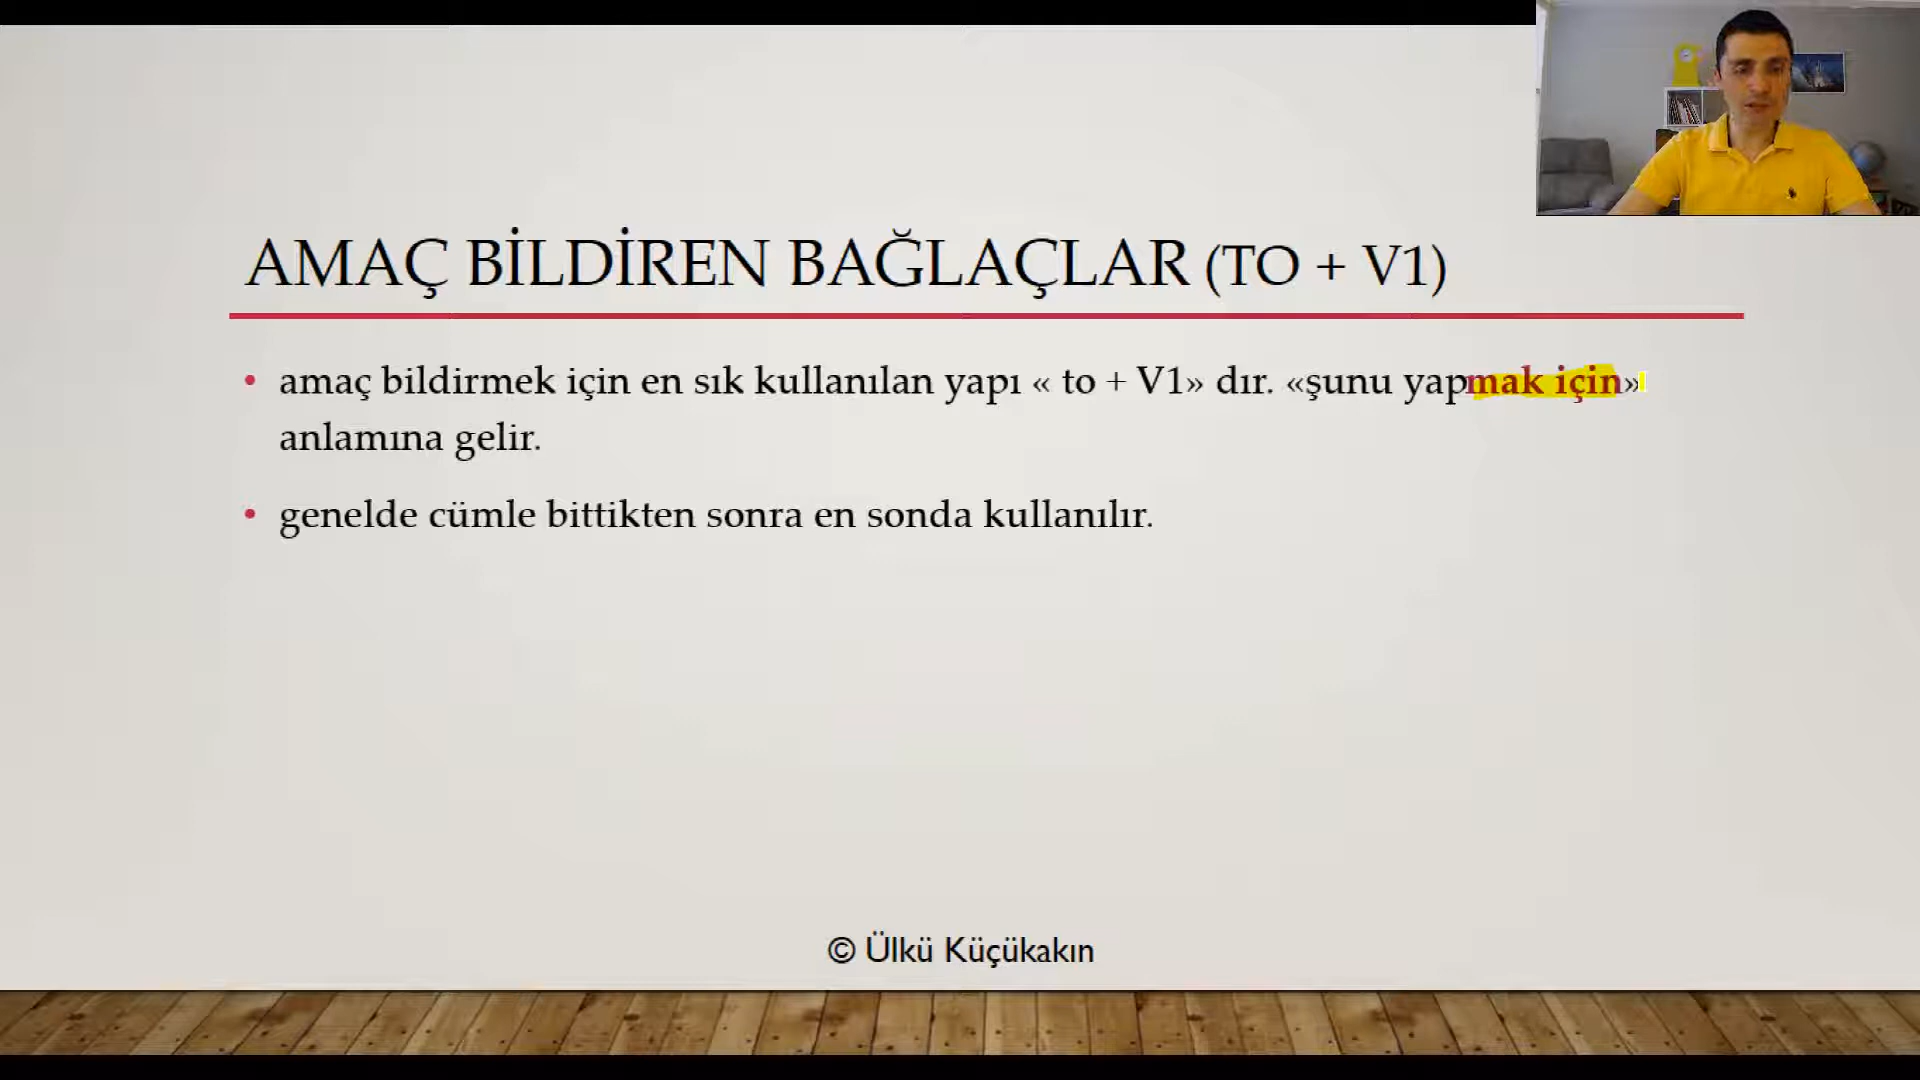 AMAÇ BİLDİREN BAĞLAÇLAR (TO + V1)
• amaç bildirmek için en sık kullanılan yapı « to + V1» dır. «şunu yapmak için»
anlamına gelir.
• genelde cümle bittikten sonra en sonda kullanılır.
© Ülkü Küçükakın